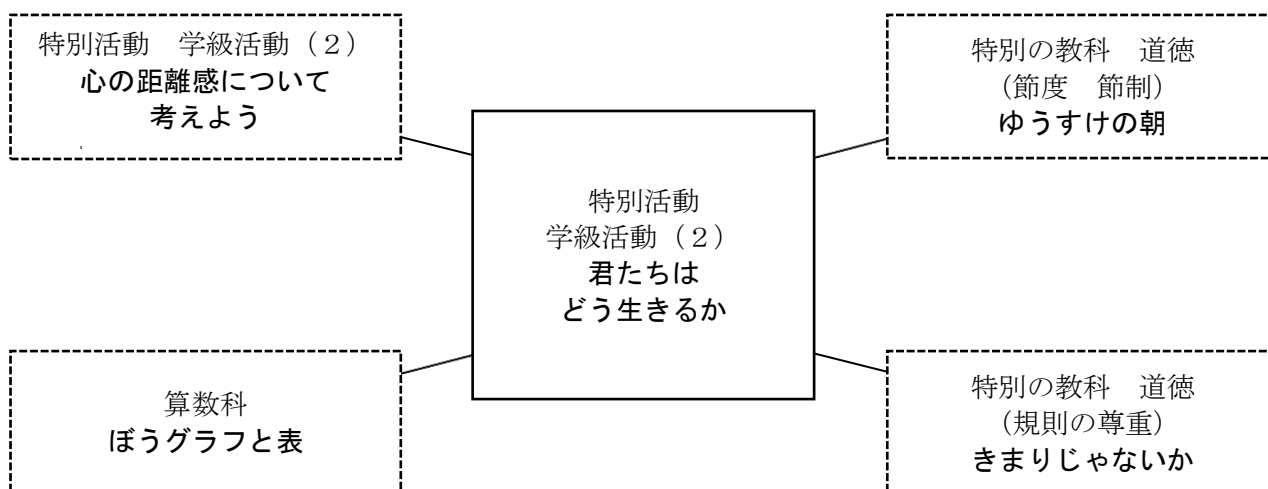 特別活動　学級活動（２）
心の距離感について
考えよう
特別の教科　道徳
（節度　節制）
ゆうすけの朝
特別活動
学級活動（２）
君たちは
どう生きるか
算数科
ぼうグラフと表
特別の教科　道徳
（規則の尊重）
きまりじゃないか